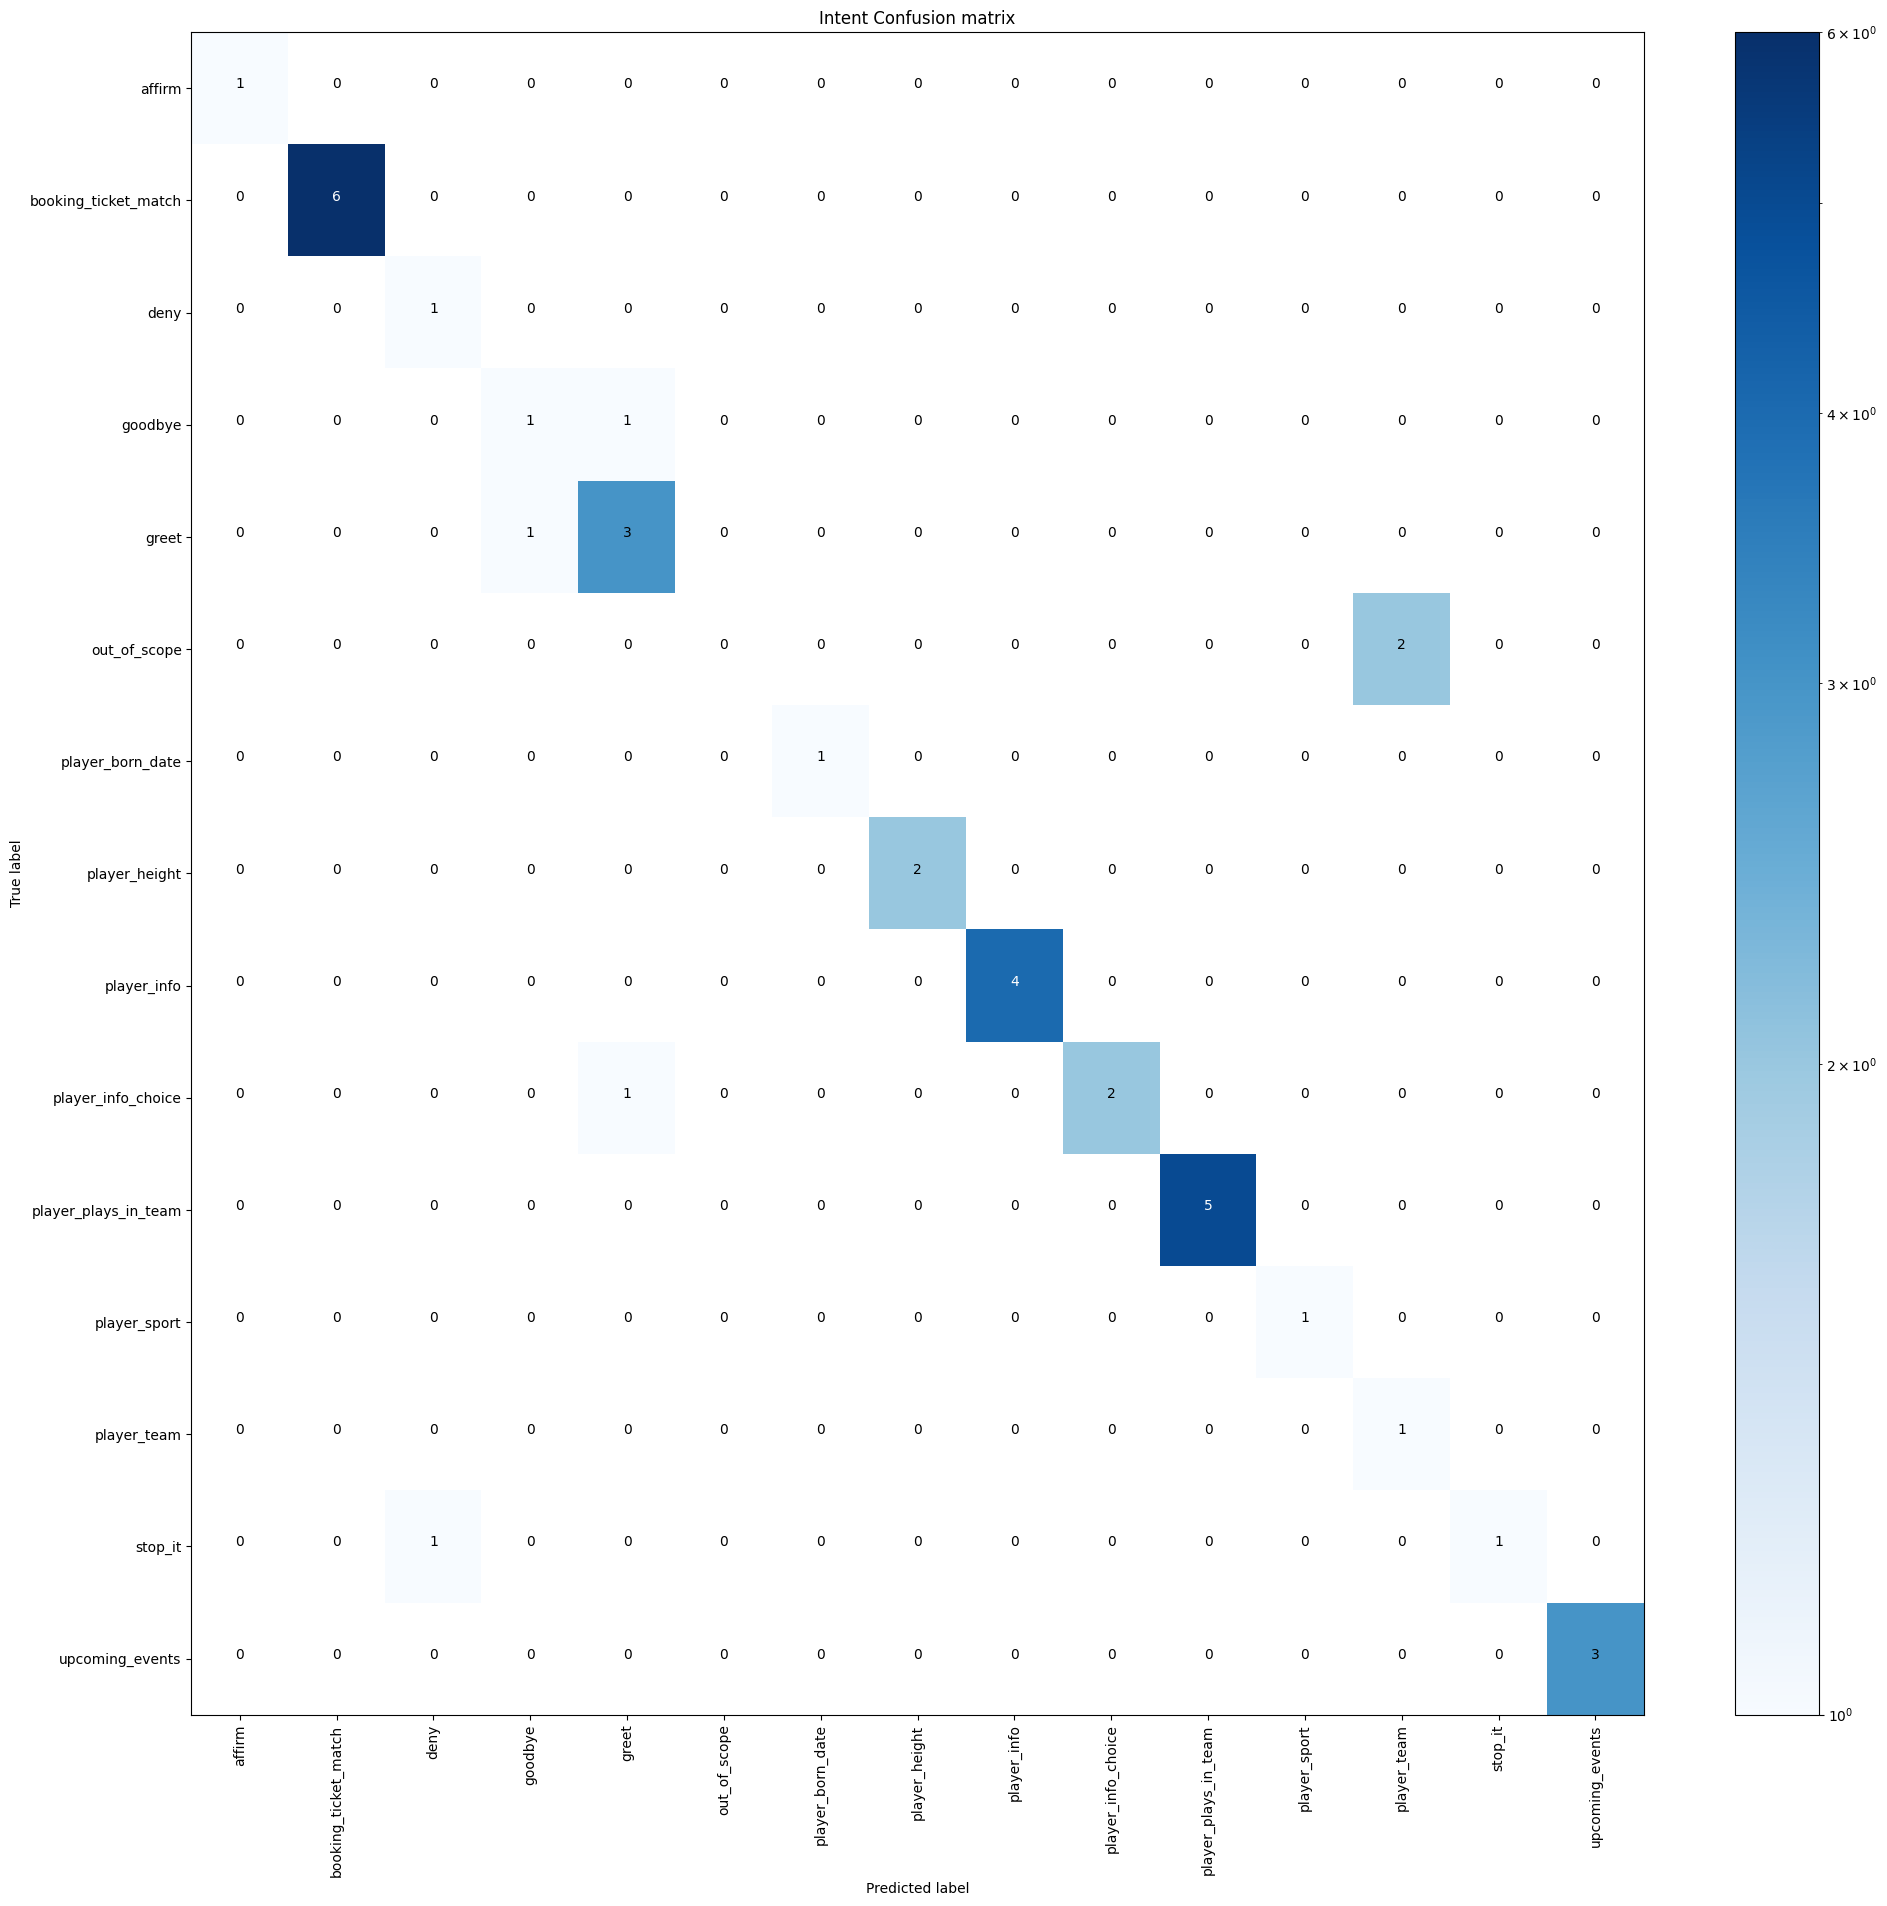 Intent Confusion matrix
affirm 1 0 0 0 0 0 0 0 0 0 0 0 0 0 0
booking_ticket_match 0 6 0 0 0 0 0 0 0 0 0 0 0 0 0
deny 0 0 1 0 0 0 0 0 0 0 0 0 0 0 0
goodbye 0 0 0 1 1 0 0 0 0 0 0 0 0 0 0
greet 0 0 0 1 3 0 0 0 0 0 0 0 0 0 0
out_of_scope 0 0 0 0 0 0 0 0 0 0 0 0 2 0 0
player_born_date 0 0 0 0 0 0 1 0 0 0 0 0 0 0 0
player_height 0 0 0 0 0 0 0 2 0 0 0 0 0 0 0
player_info 0 0 0 0 0 0 0 0 4 0 0 0 0 0 0
player_info_choice 0 0 0 0 1 0 0 0 0 2 0 0 0 0 0
player_plays_in_team 0 0 0 0 0 0 0 0 0 0 5 0 0 0 0
player_sport 0 0 0 0 0 0 0 0 0 0 0 1 0 0 0
player_team 0 0 0 0 0 0 0 0 0 0 0 0 1 0 0
stop_it 0 0 1 0 0 0 0 0 0 0 0 0 0 1 0
upcoming_events 0 0 0 0 0 0 0 0 0 0 0 0 0 0 3
True label
affirm
booking_ticket_match
deny
goodbye
greet
out_of_scope
player_born_date
player_height
player_info
player_info_choice
player_plays_in_team
player_sport
player_team
stop_it
upcoming_events
Predicted label
6 × 10⁰
4 × 10⁰
3 × 10⁰
2 × 10⁰
10⁰